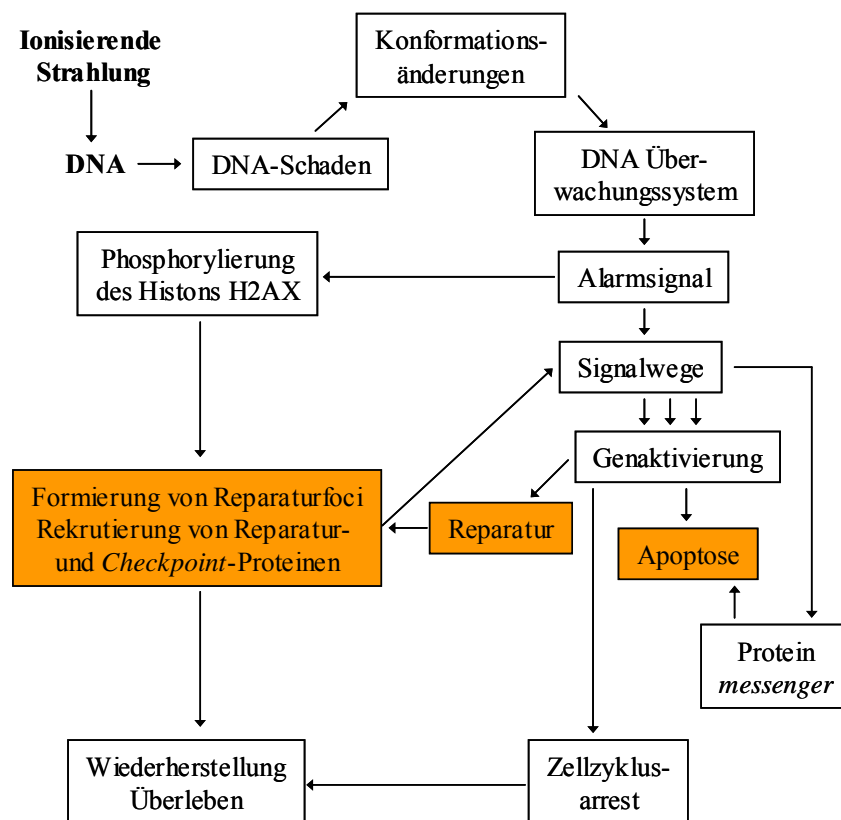 Ionisierende
Strahlung
Konformations-
änderungen
DNA
DNA-Schaden
DNA Über-
wachungssystem
Phosphorylierung
des Histons H2AX
Alarmsignal
Signalwege
Genaktivierung
Formierung von Reparaturfoci
Rekrutierung von Reparatur-
und Checkpoint-Proteinen
Reparatur
Apoptose
Protein
messenger
Wiederherstellung
Überleben
Zellzyklus-
arrest